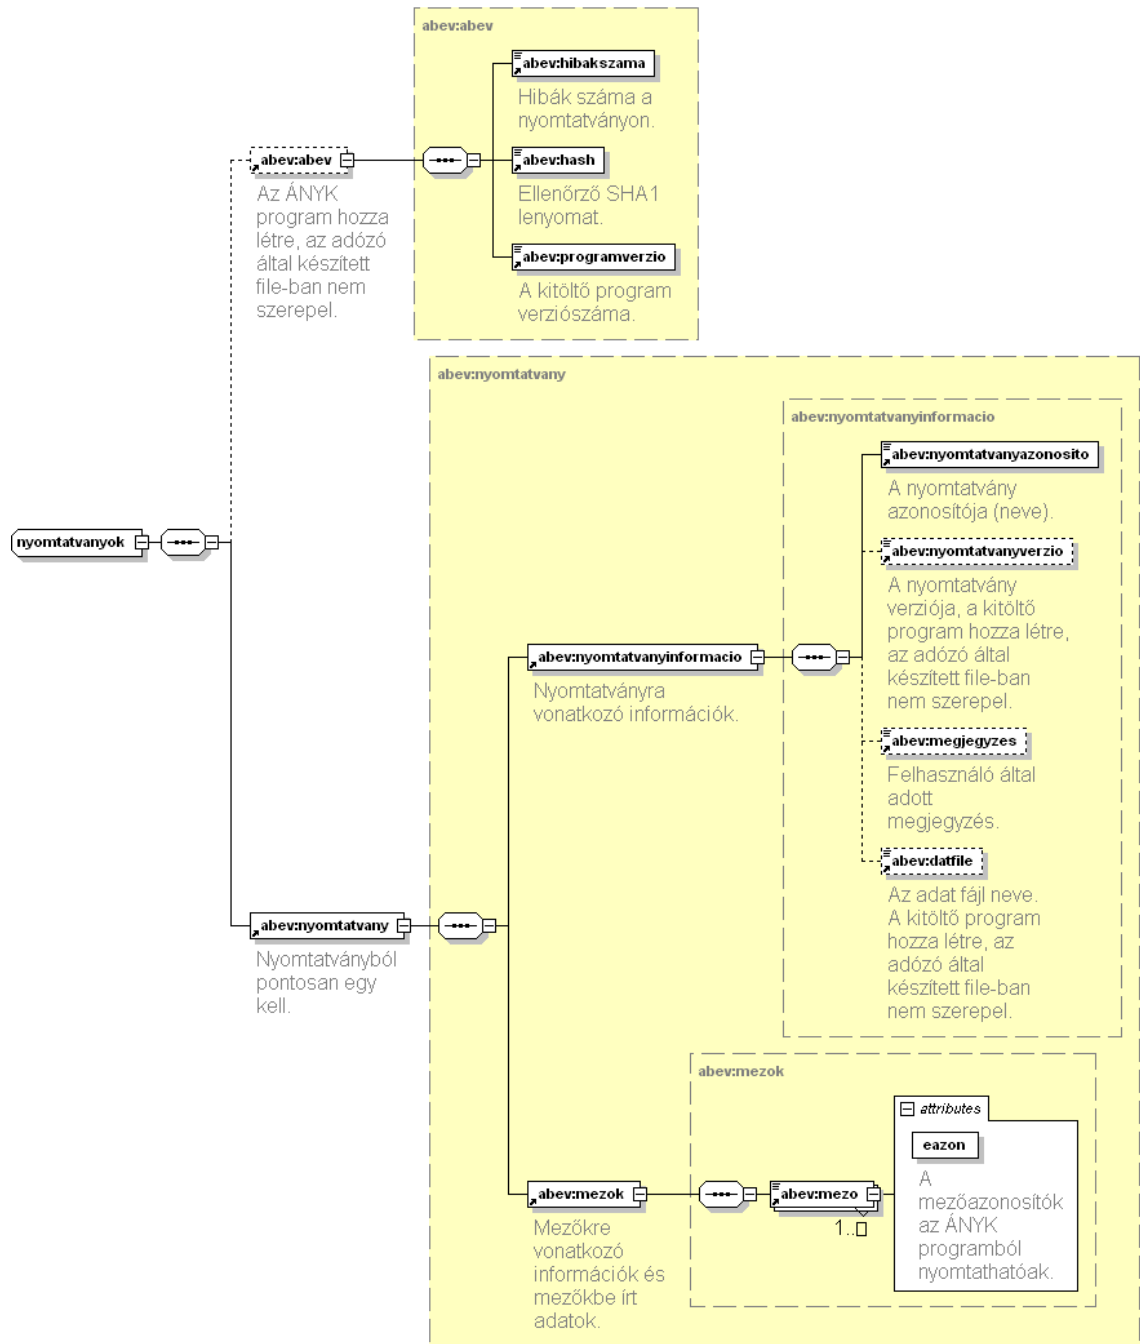 abev:abev
abev:hibakszama
Hibák száma a
nyomtatványon.
abev:abev
Az ÁNYK
program hozza
létre, az adózó
által készített
file-ban nem
szerepel.
abev:hash
Ellenőrző SHA1
lenyomat.
abev:programverzio
A kitöltő program
verziószáma.
abev:nyomtatvany
abev:nyomtatvanyinformacio
abev:nyomtatvanyazonosito
A nyomtatvány
azonosítója (neve).
nyomtatvanyok
abev:nyomtatvanyverzio
A nyomtatvány
verziója, a kitöltő
program hozza létre,
az adózó által
készített file-ban
nem szerepel.
abev:nyomtatvanyinformacio
Nyomtatványra
vonatkozó információk.
abev:megjegyzes
Felhasználó által
adott
megjegyzés.
abev:datfile
Az adat fájl neve.
A kitöltő program
hozza létre, az
adózó által
készített file-ban
nem szerepel.
abev:nyomtatvany
Nyomtatványból
pontosan egy
kell.
abev:mezok
attributes
eazon
A
mezőazonosítók
az ÁNYK
programból
nyomtathatóak.
abev:mezok
Mezőkre
vonatkozó
információk és
mezőkbe írt
adatok.
abev:mezo
1..